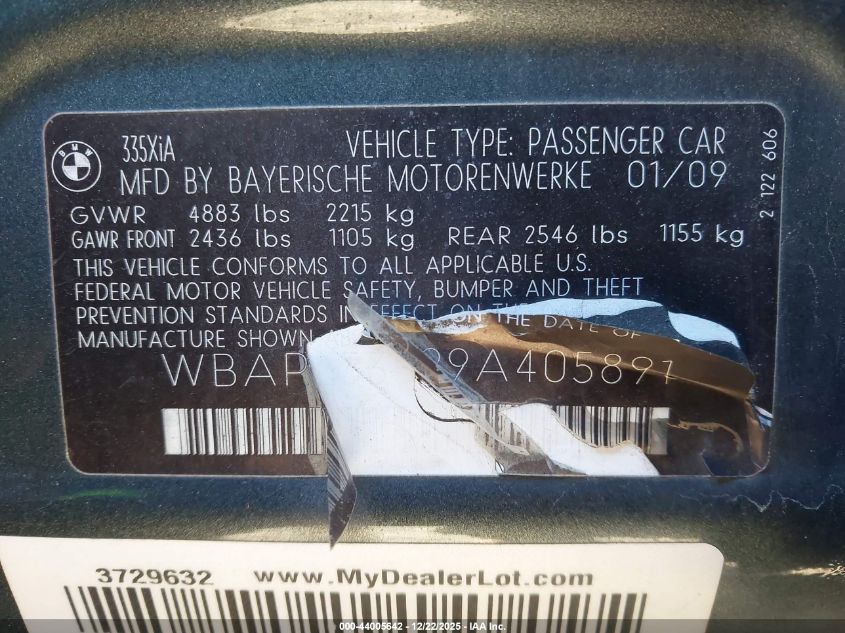 BMW
335XiA VEHICLE TYPE: PASSENGER CAR
MFD BY BAYERISCHE MOTORENWERKE 01/09
GVWR 4883 lbs 2215 kg
GAWR FRONT 2436 lbs 1105 kg REAR 2546 lbs 1155 kg
THIS VEHICLE CONFORMS TO ALL APPLICABLE U.S.
FEDERAL MOTOR VEHICLE SAFETY, BUMPER AND THEFT
PREVENTION STANDARDS IN EFFECT ON THE DATE OF
MANUFACTURE SHOWN
2 122 606
3729632 www.MyDealerLot.com
000-44005642 - 12/22/2025 - IAA Inc.